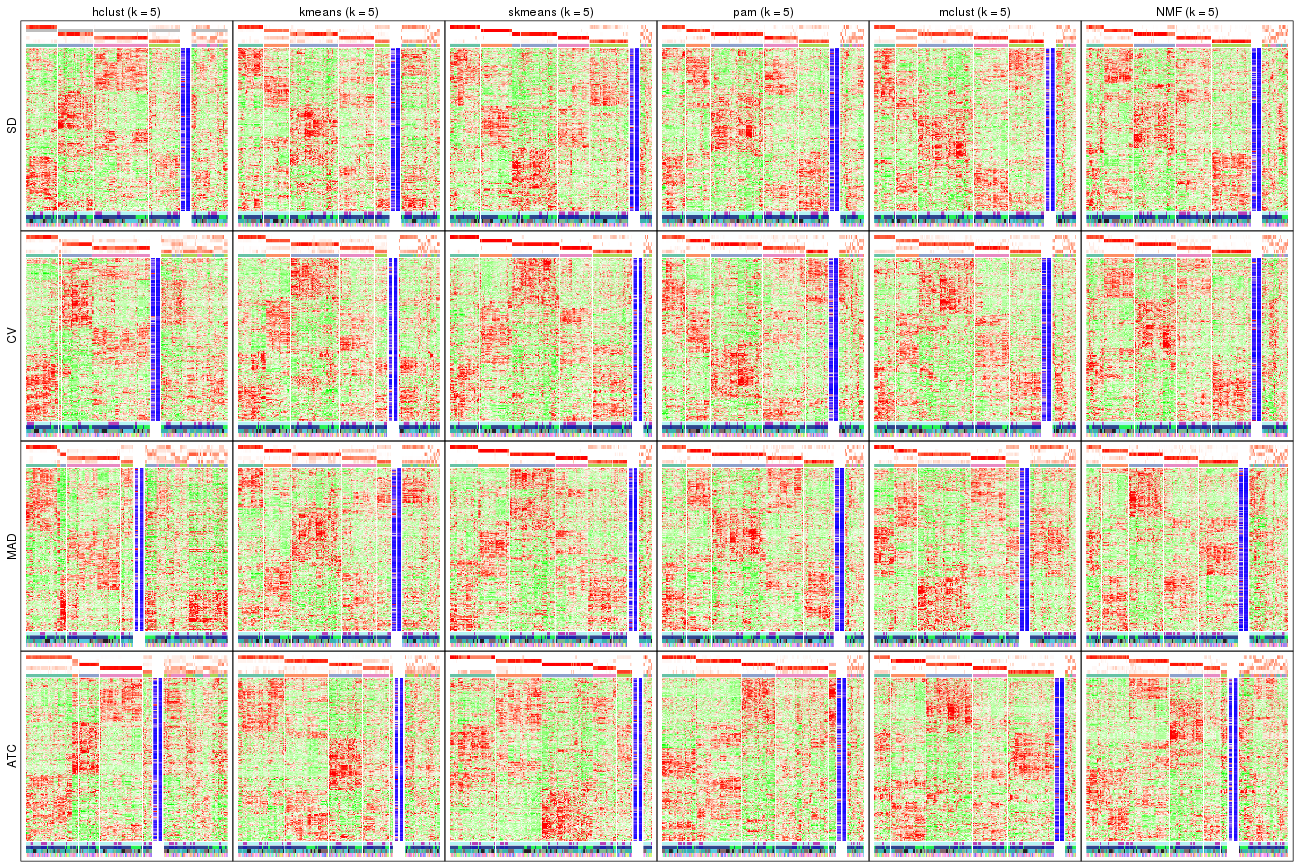 hclust (k = 5)
kmeans (k = 5)
skmeans (k = 5)
pam (k = 5)
mclust (k = 5)
NMF (k = 5)
SD
CV
MAD
ATC